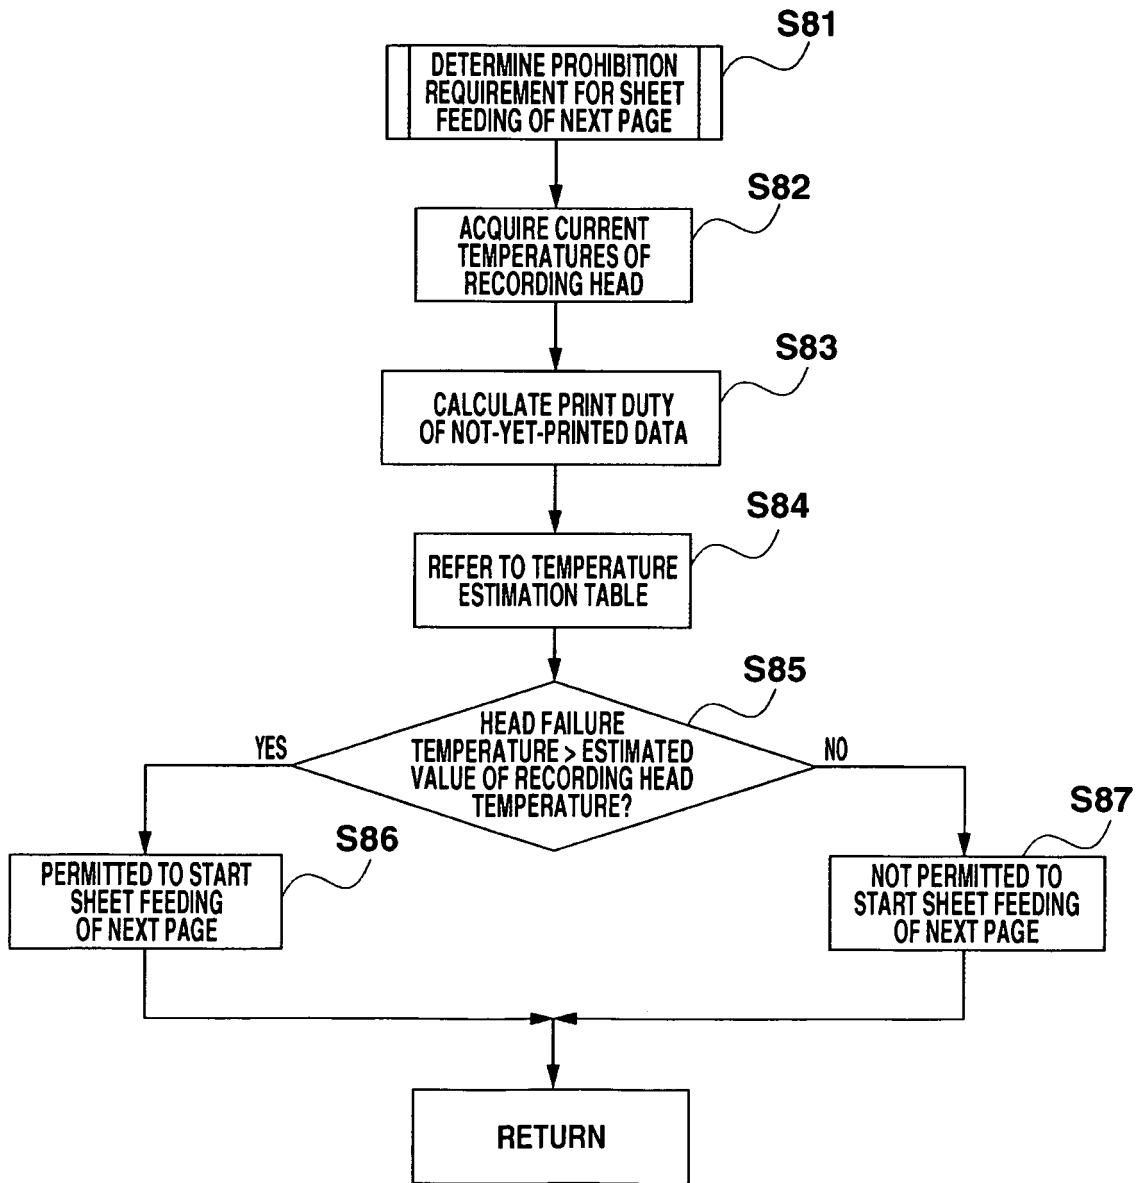 S81
DETERMINE PROHIBITION
REQUIREMENT FOR SHEET
FEEDING OF NEXT PAGE
S82
ACQUIRE CURRENT
TEMPERATURES OF
RECORDING HEAD
S83
CALCULATE PRINT DUTY
OF NOT-YET-PRINTED DATA
S84
REFER TO TEMPERATURE
ESTIMATION TABLE
S85
HEAD FAILURE
TEMPERATURE > ESTIMATED
VALUE OF RECORDING HEAD
TEMPERATURE?
YES
NO
S86
PERMITTED TO START
SHEET FEEDING
OF NEXT PAGE
S87
NOT PERMITTED TO
START SHEET FEEDING
OF NEXT PAGE
RETURN